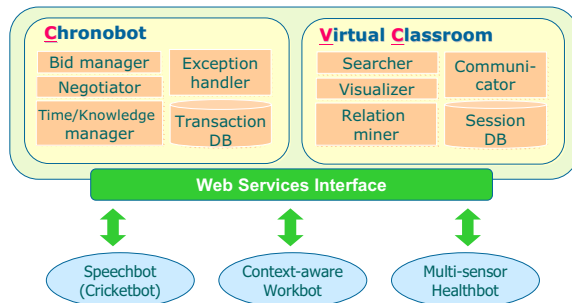 Chronobot
Bid manager
Negotiator
Time/Knowledge
manager
Exception
handler
Transaction
DB
Virtual Classroom
Searcher
Visualizer
Relation
miner
Communi-
cator
Session
DB
Web Services Interface
Speechbot
(Cricketbot)
Context-aware
Workbot
Multi-sensor
Healthbot